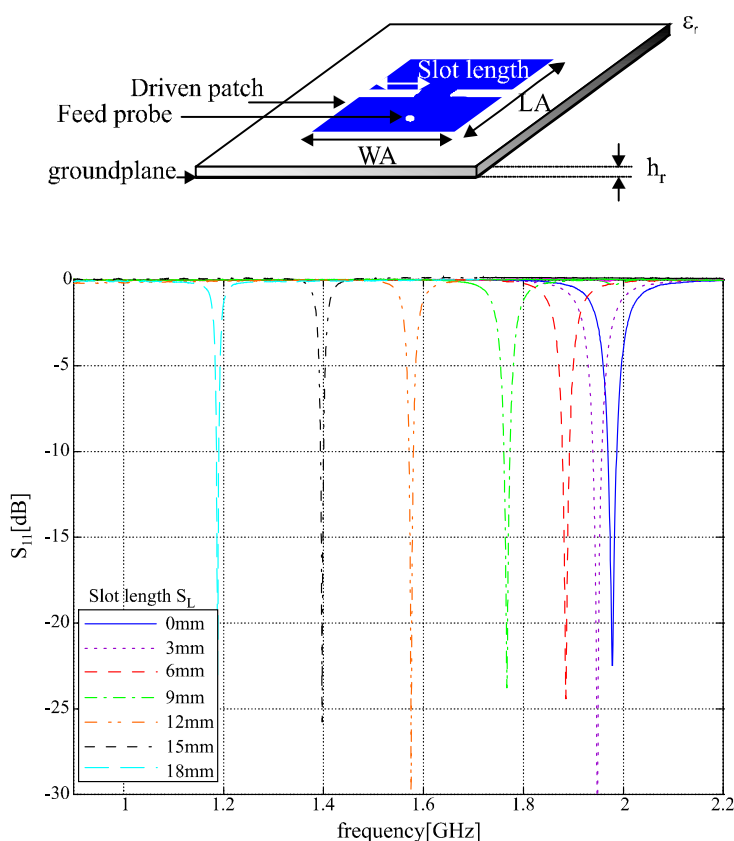 εr
Slot length
Driven patch
Feed probe
LA
WA
groundplane
hr
0
-5
-10
-15
-20
-25
-30
S11[dB]
Slot length SL
0mm
3mm
6mm
9mm
12mm
15mm
18mm
1 1.2 1.4 1.6 1.8 2 2.2
frequency[GHz]